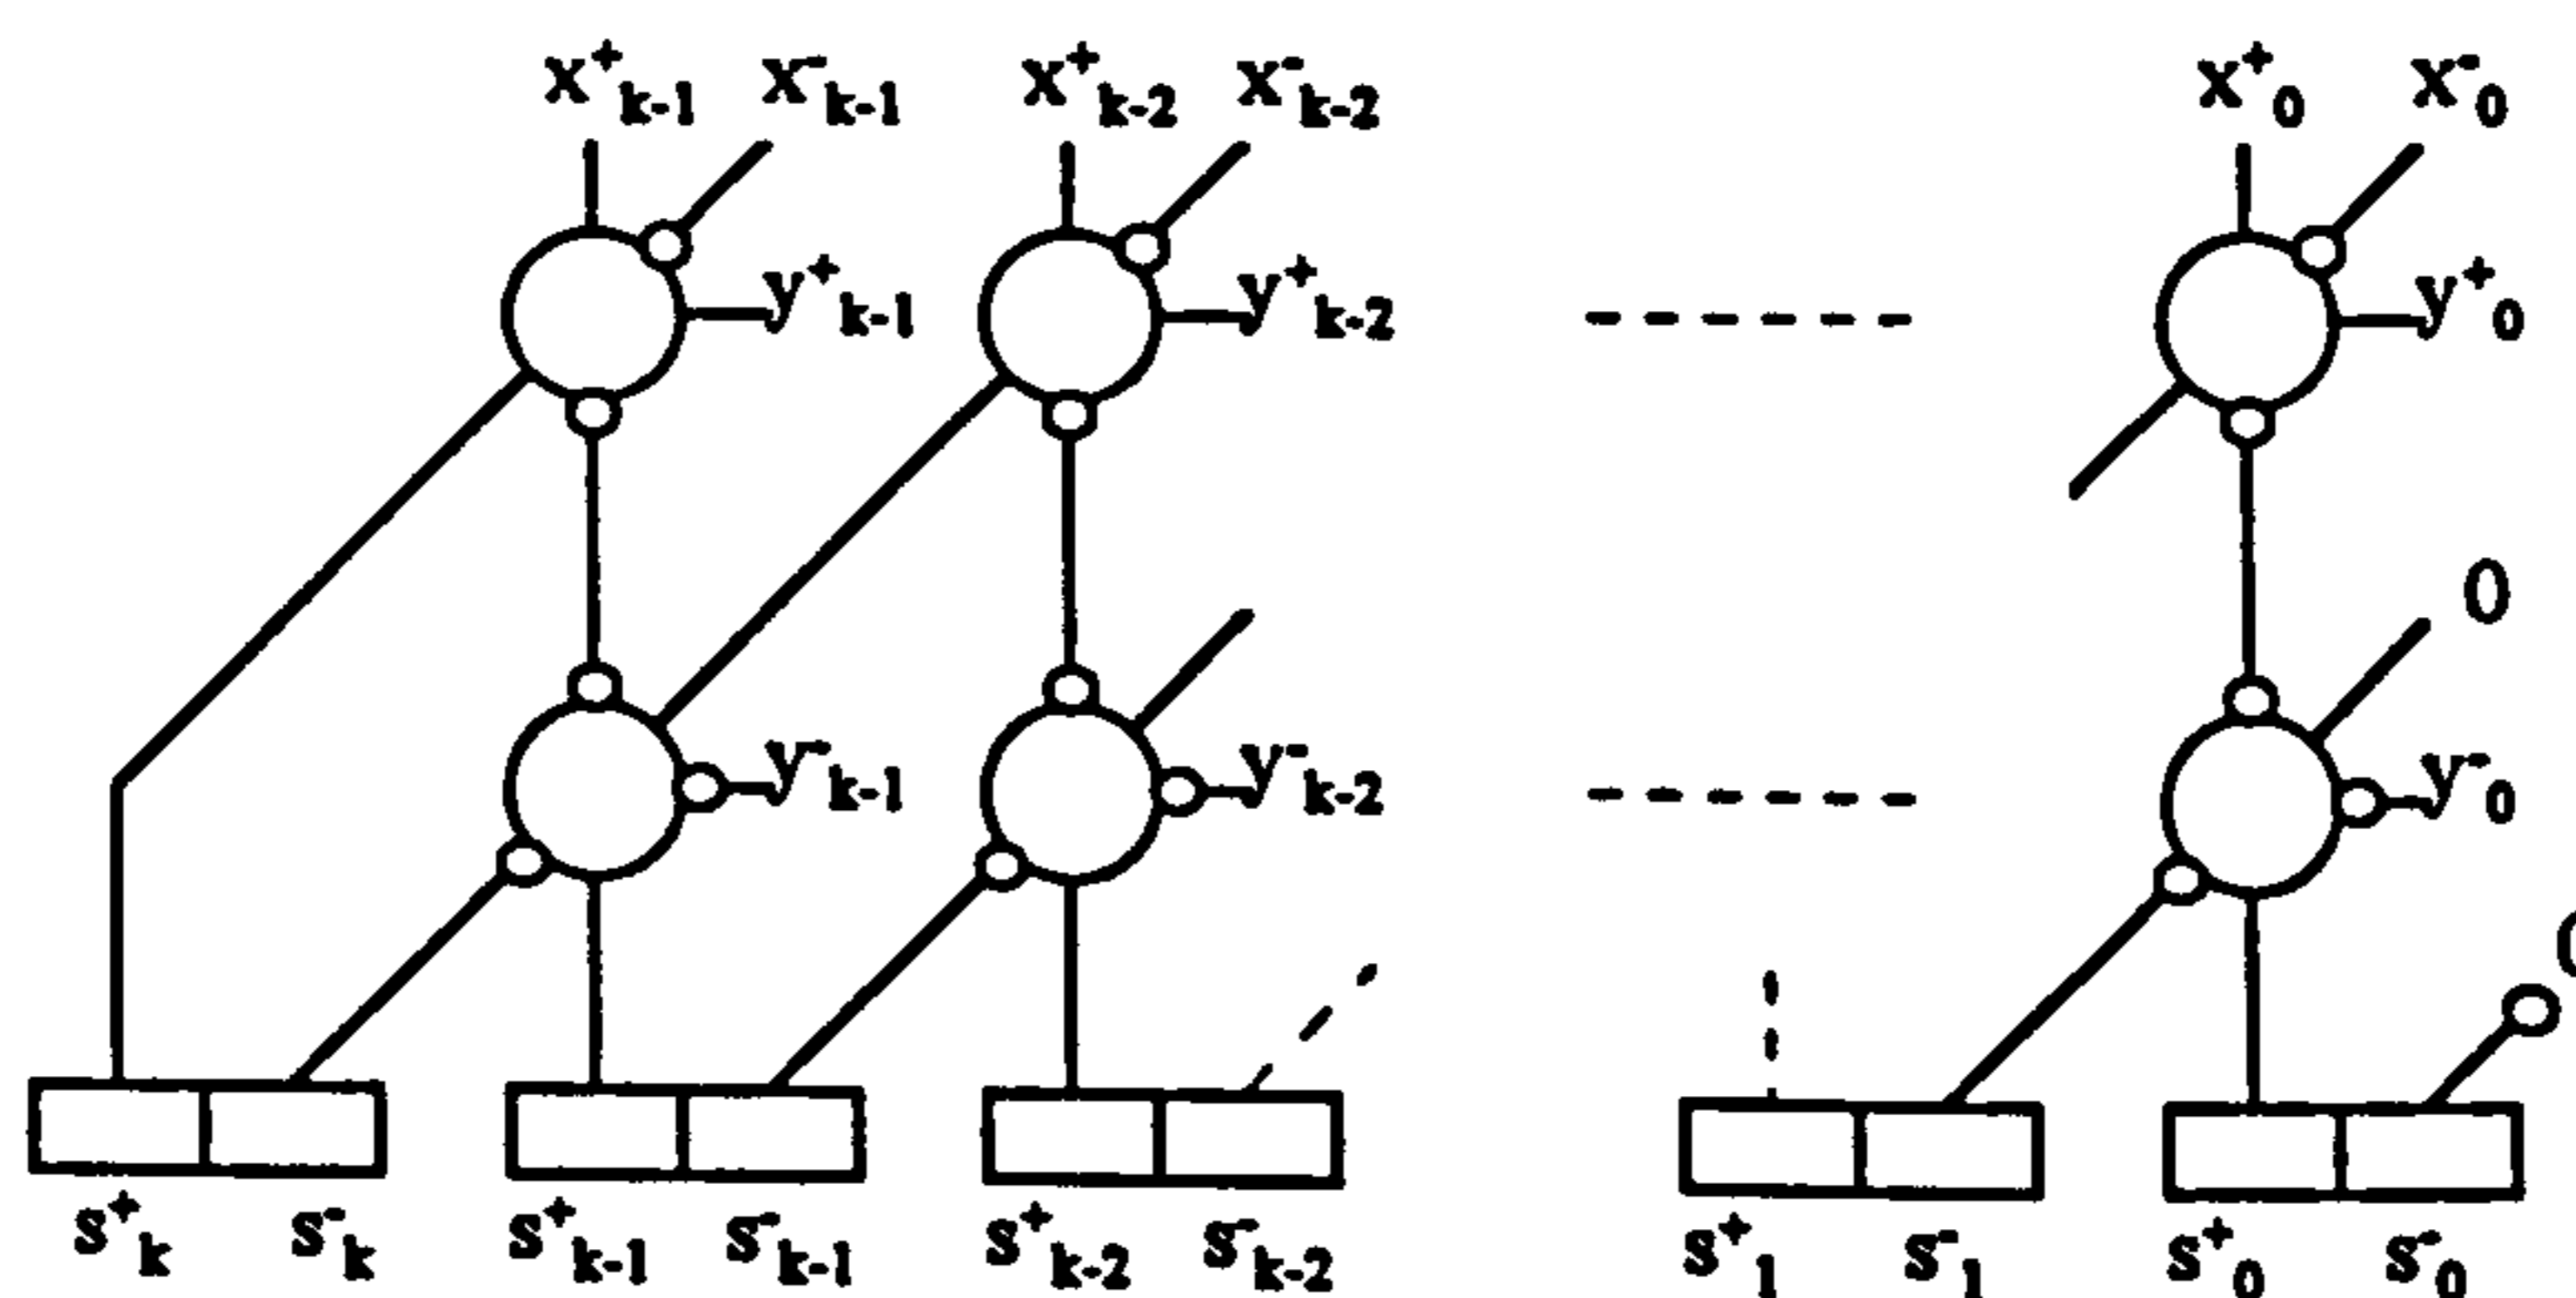 x⁺ₖ₋₁ x⁻ₖ₋₁ x⁺ₖ₋₂ x⁻ₖ₋₂ x⁺₀ x⁻₀
y⁺ₖ₋₁ y⁺ₖ₋₂ y⁺₀
0
y⁻ₖ₋₁ y⁻ₖ₋₂ y⁻₀
s⁺ₖ s⁻ₖ s⁺ₖ₋₁ s⁻ₖ₋₁ s⁺ₖ₋₂ s⁻ₖ₋₂ s⁺₁ s⁻₁ s⁺₀ s⁻₀